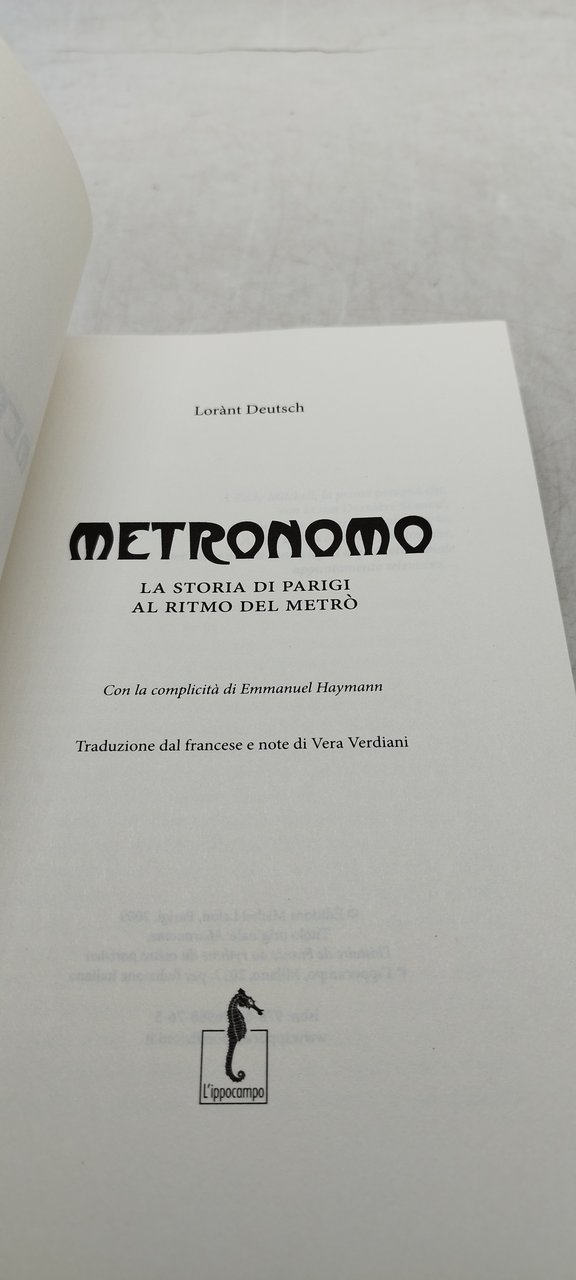 Lorànt Deutsch
METRONOMO
LA STORIA DI PARIGI
AL RITMO DEL METRÒ
Con la complicità di Emmanuel Haymann
Traduzione dal francese e note di Vera Verdiani
L'ippocampo